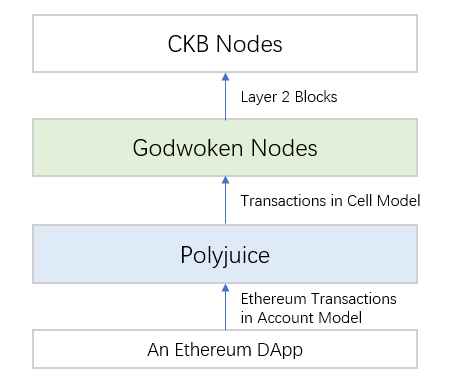 CKB Nodes
Layer 2 Blocks
Godwoken Nodes
Transactions in Cell Model
Polyjuice
Ethereum Transactions
in Account Model
An Ethereum DApp